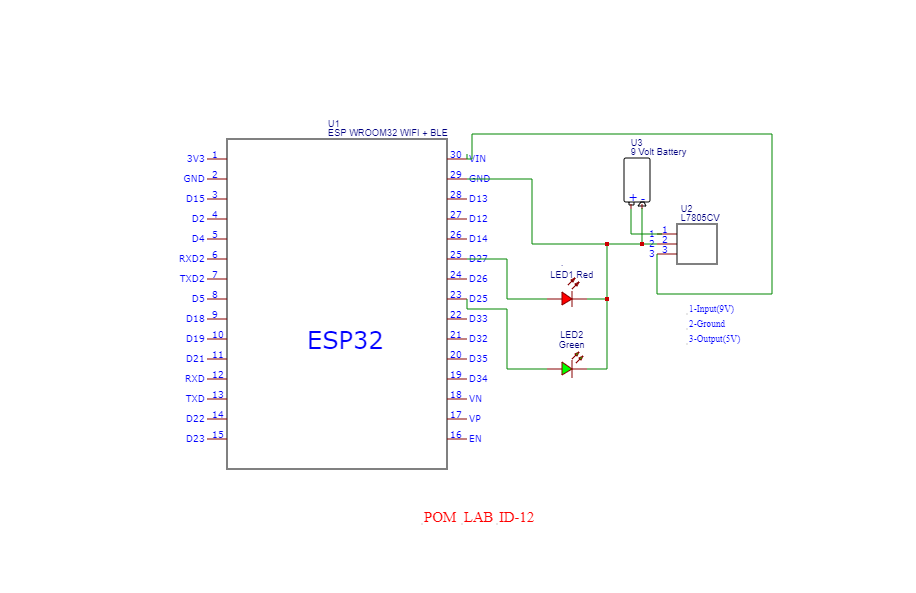 U1
ESP WROOM32 WIFI + BLE
3V3 1
GND 2
D15 3
D2 4
D4 5
RXD2 6
TXD2 7
D5 8
D18 9
D19 10
D21 11
RXD 12
TXD 13
D22 14
D23 15
ESP32
30 VIN
29 GND
28 D13
27 D12
26 D14
25 D27
24 D26
23 D25
22 D33
21 D32
20 D35
19 D34
18 VN
17 VP
16 EN
U3
9 Volt Battery
+ -
U2
L7805CV
1 1
2 2
3 3
LED1 Red
LED2
Green
1-Input(9V)
2-Ground
3-Output(5V)
POM LAB ID-12